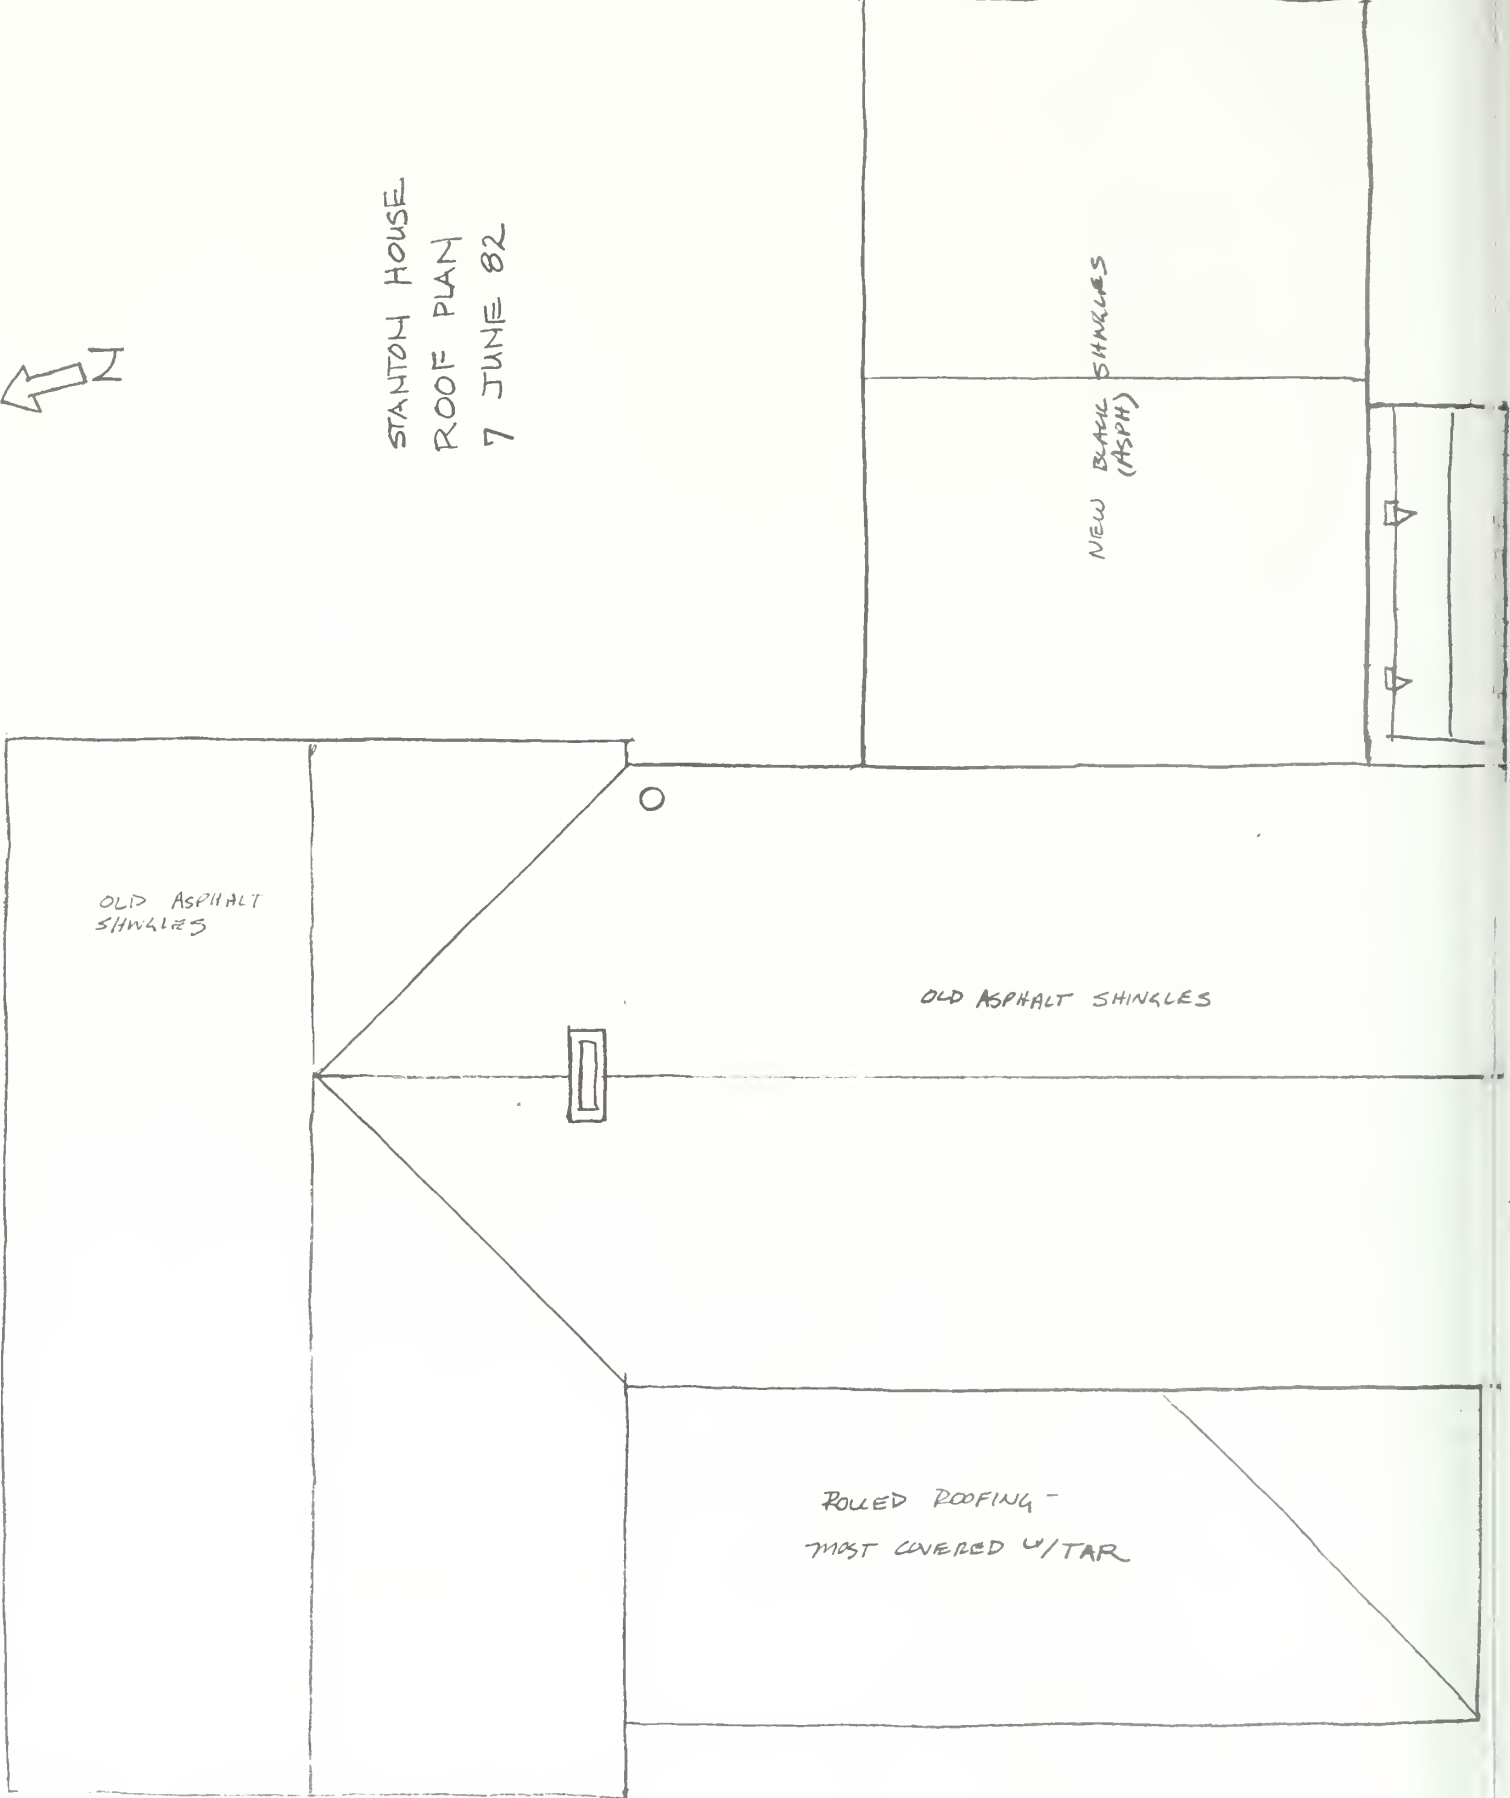 STANTON HOUSE
ROOF PLAN
7 JUNE 82
N
NEW BLACK SHINGLES
(ASPH)
OLD ASPHALT
SHINGLES
OLD ASPHALT SHINGLES
ROLLED ROOFING -
MOST COVERED W/TAR